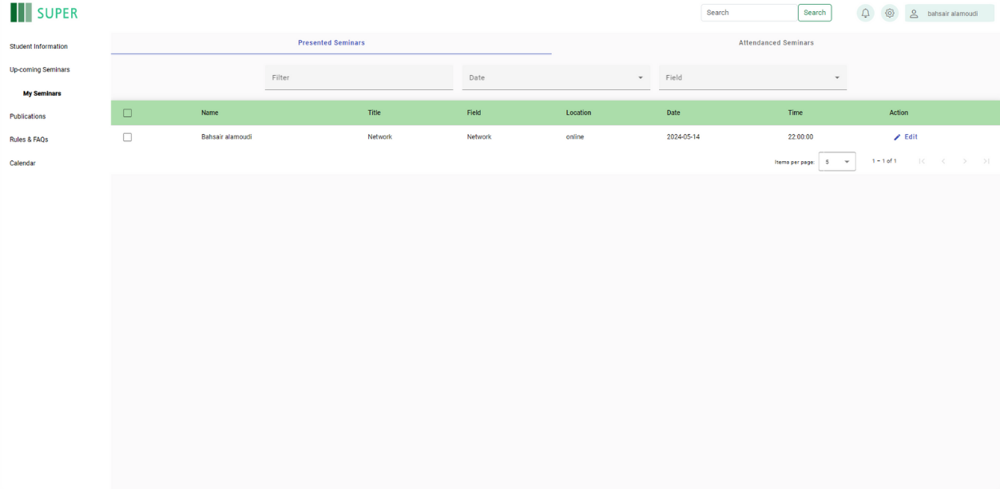 SUPER
Search
Search
bahsair alamoudi
Student Information
Up-coming Seminars
My Seminars
Publications
Rules & FAQs
Calendar
Presented Seminars
Attendanced Seminars
Filter
Date
Field
Name Title Field Location Date Time Action
Bahsair alamoudi Network Network online 2024-05-14 22:00:00 Edit
Items per page: 5 1 – 1 of 1